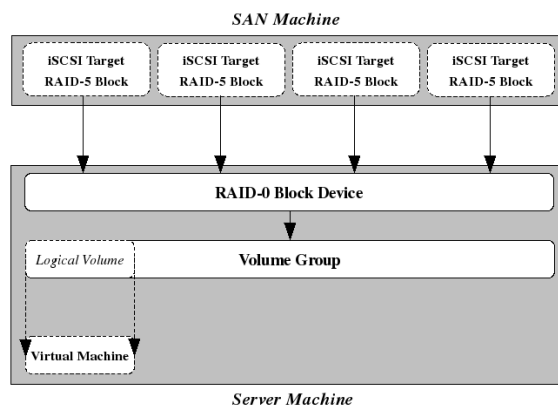 SAN Machine
iSCSI Target
RAID-5 Block
iSCSI Target
RAID-5 Block
iSCSI Target
RAID-5 Block
iSCSI Target
RAID-5 Block
RAID-0 Block Device
Logical Volume
Volume Group
Virtual Machine
Server Machine